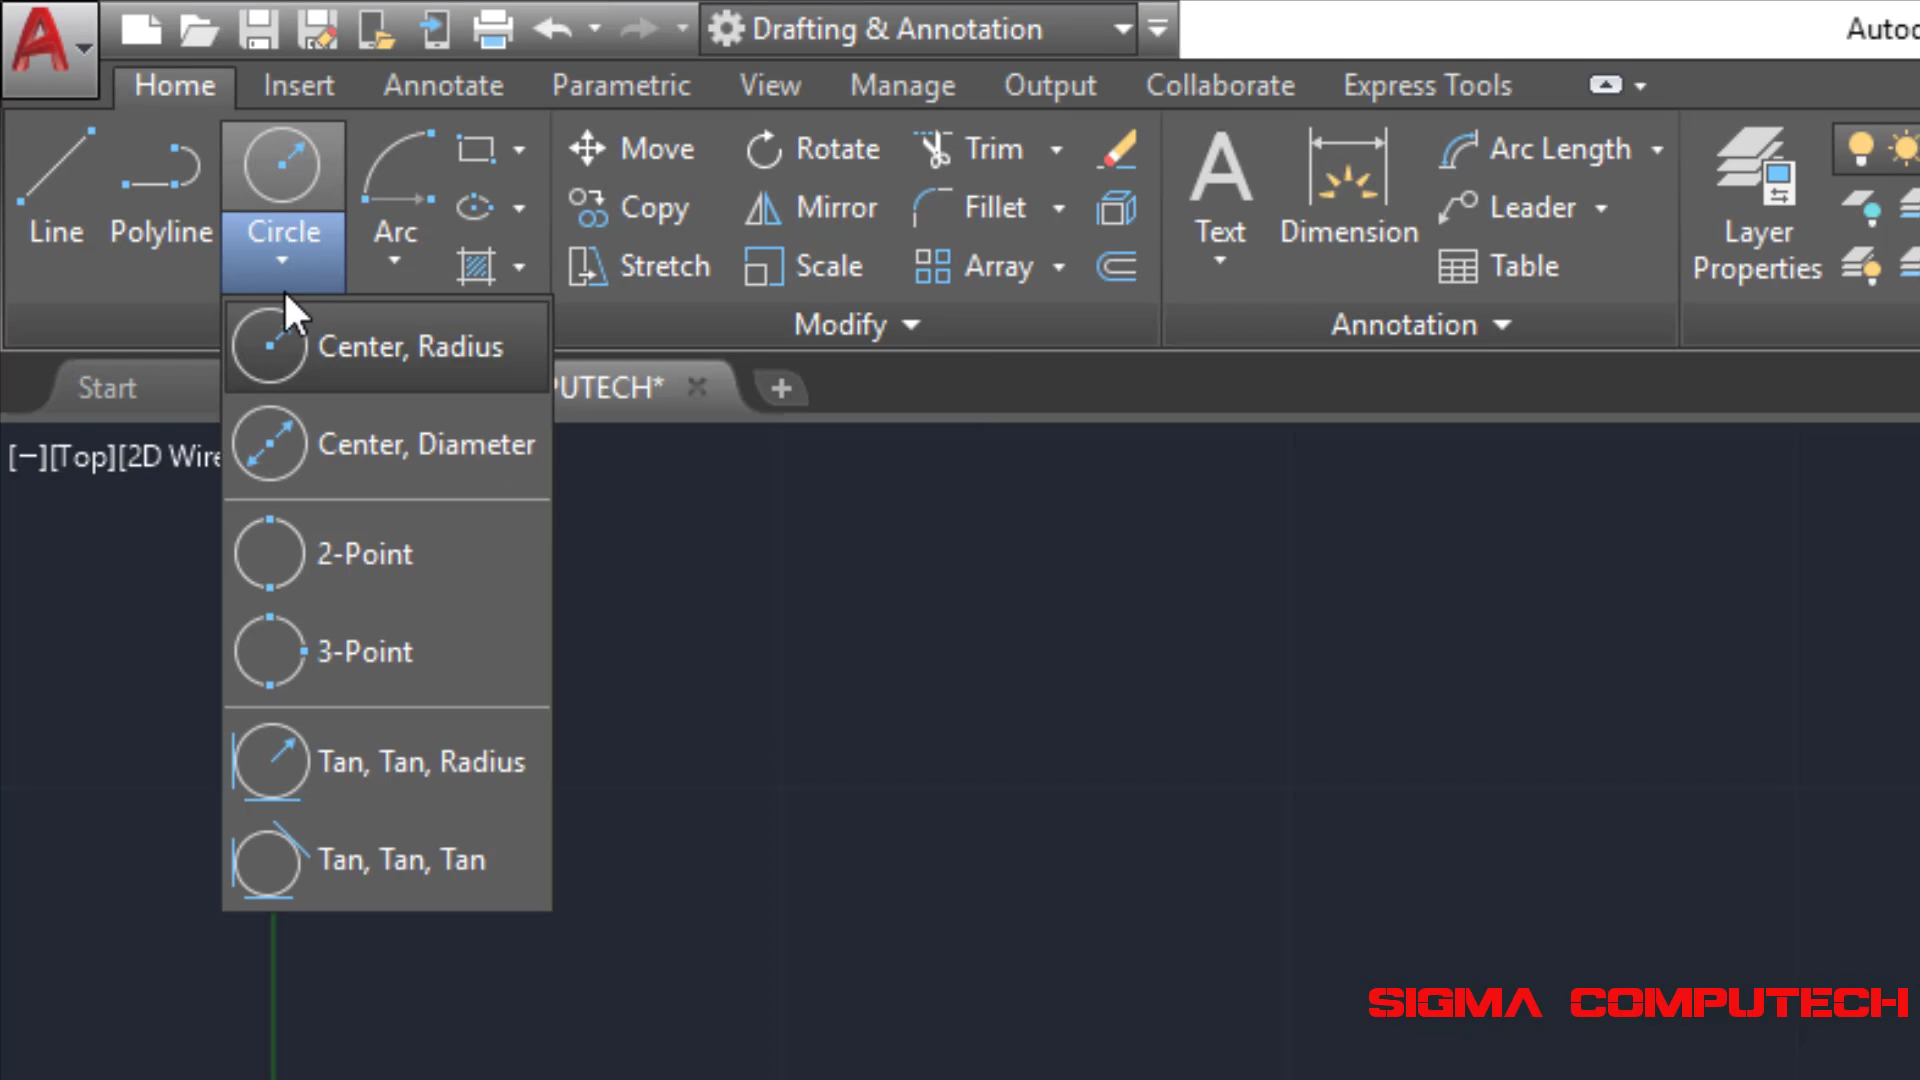 Drafting & Annotation
Autod
Home Insert Annotate Parametric View Manage Output Collaborate Express Tools
Move Rotate Trim Arc Length
Line Polyline Circle Arc Copy Mirror Fillet Text Dimension Leader Layer Properties
Stretch Scale Array Table
Modify Annotation
Center, Radius
Start PUTECH*
Center, Diameter
[−][Top][2D Wire
2-Point
3-Point
Tan, Tan, Radius
Tan, Tan, Tan
SIGMA COMPUTECH